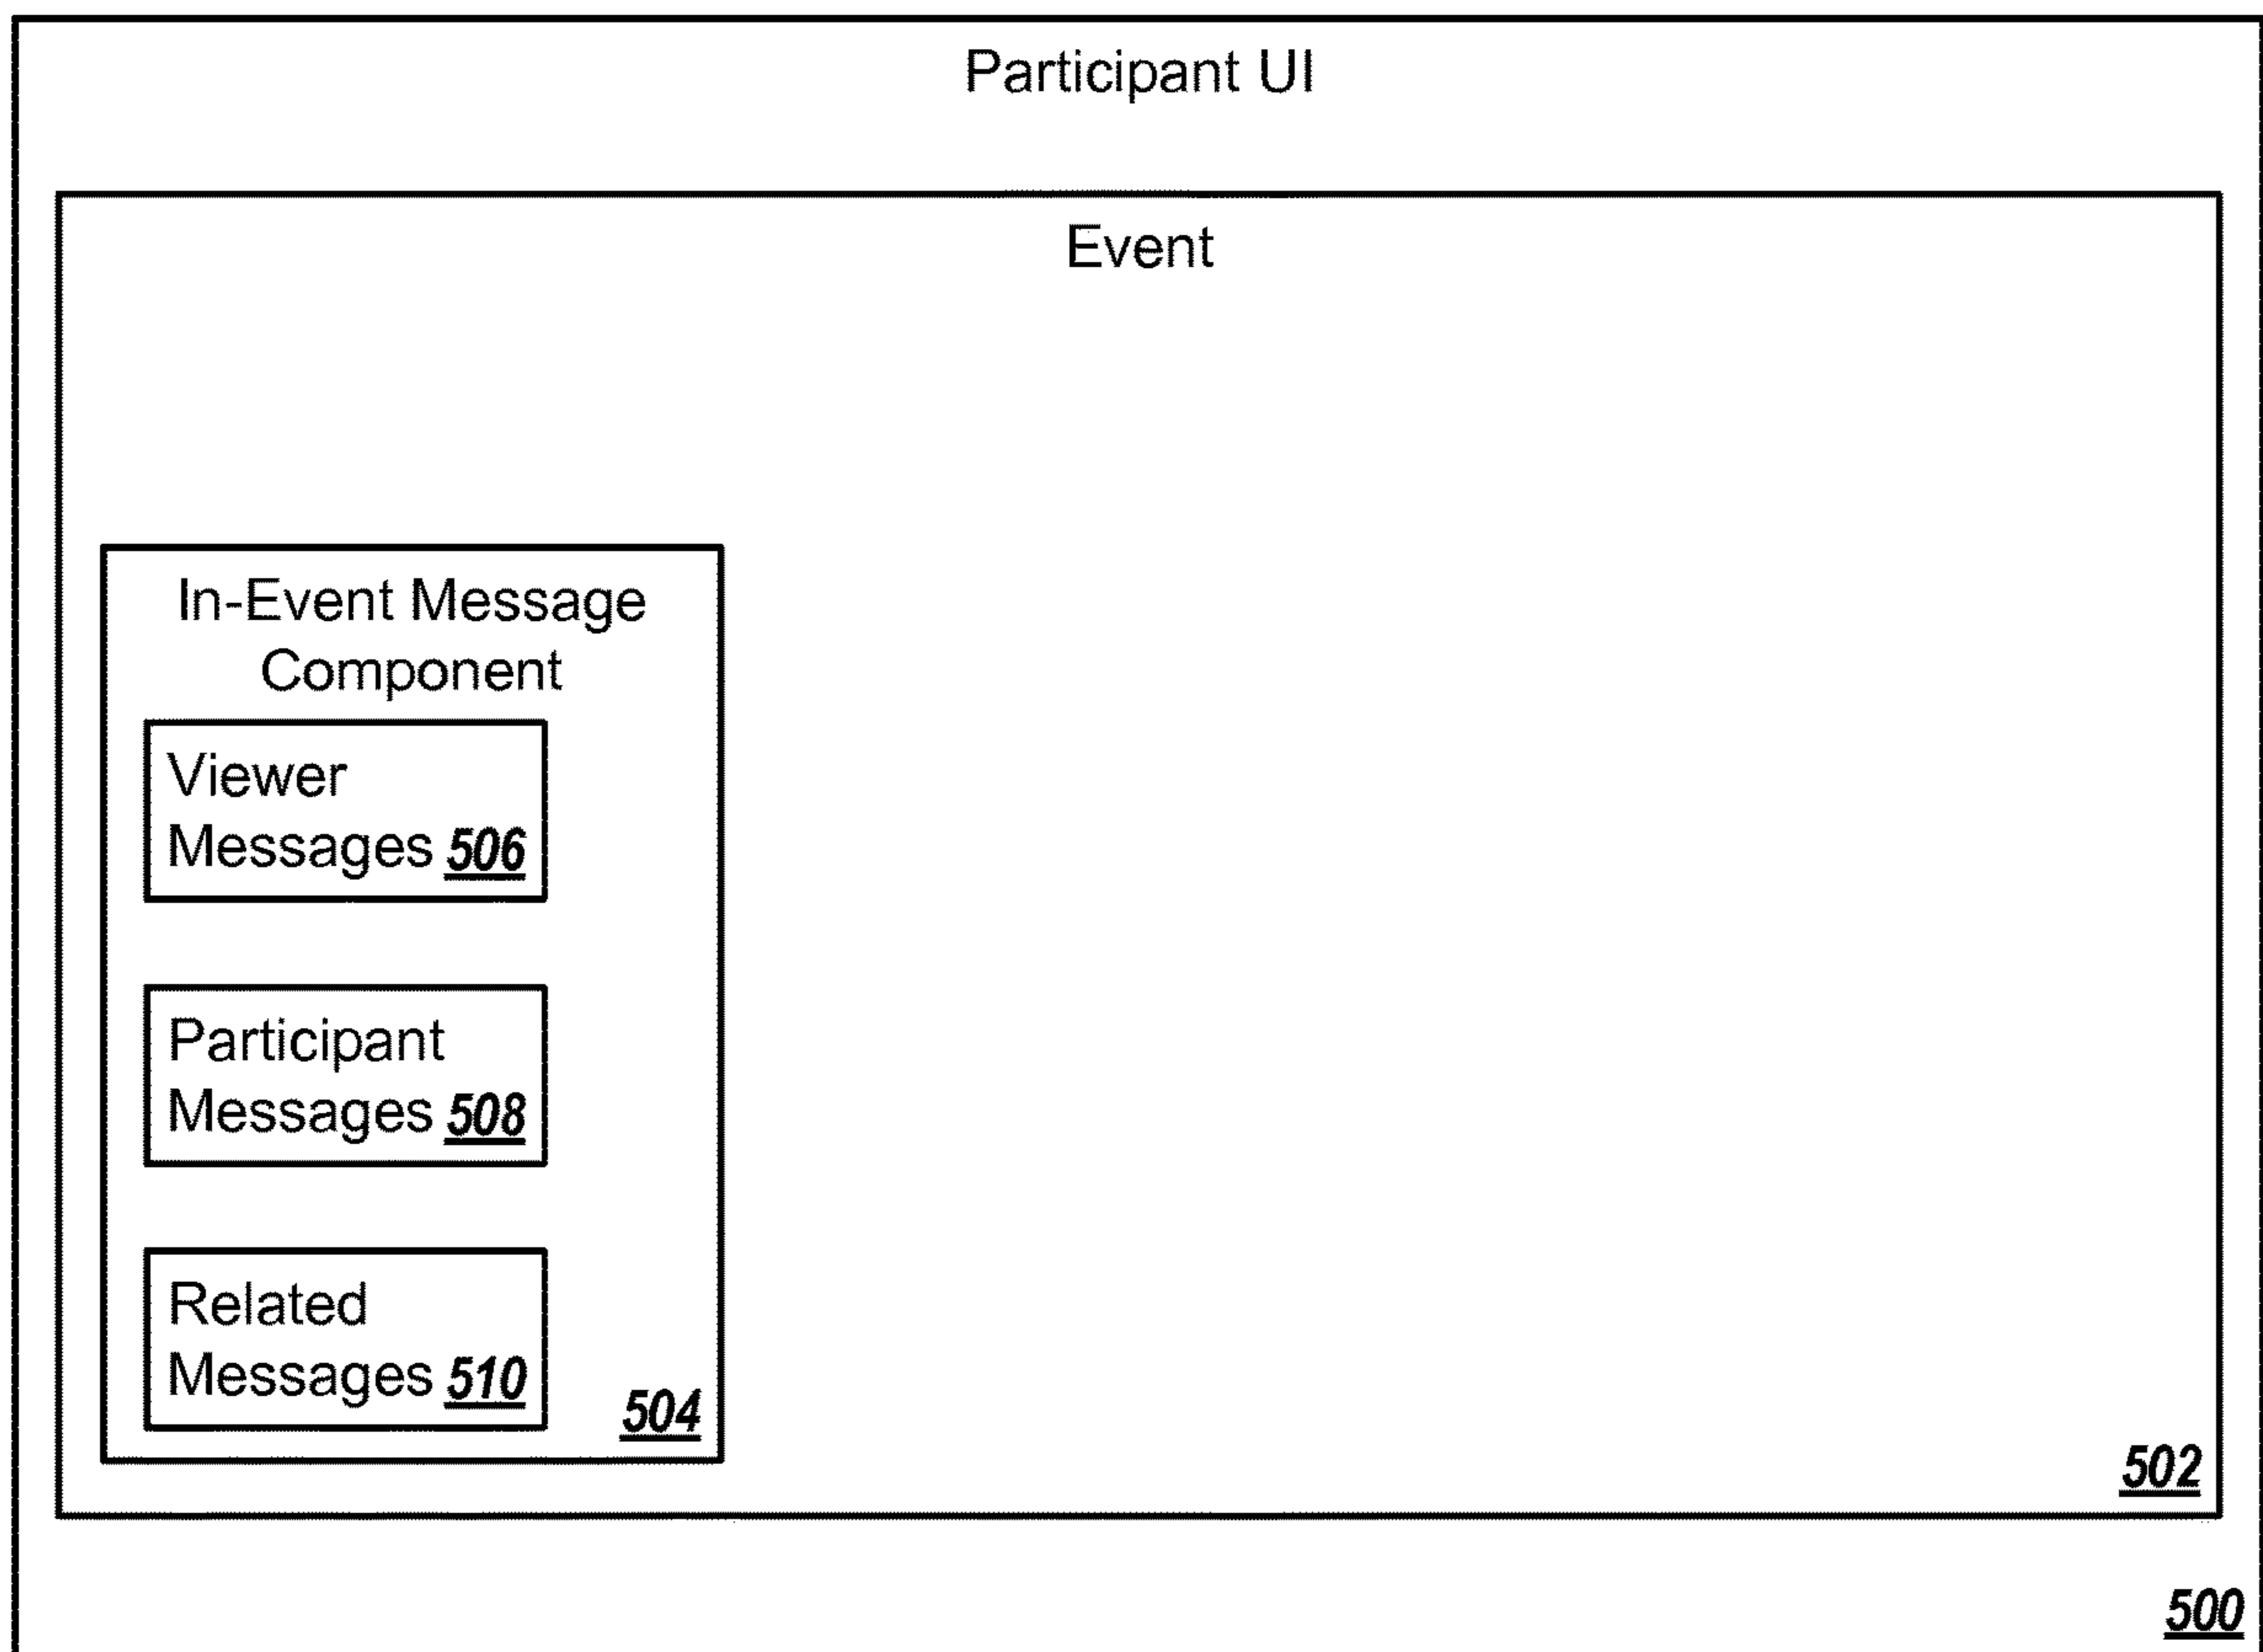 Participant UI
Event
In-Event Message
Component
Viewer
Messages 506
Participant
Messages 508
Related
Messages 510
504
502
500